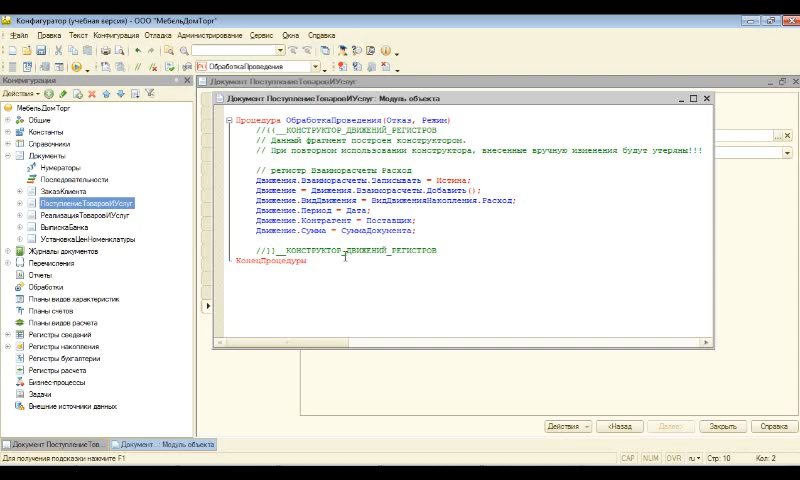 Конфигуратор (учебная версия) - ООО "МебельДомТорг"
Файл Правка Текст Конфигурация Отладка Администрирование Сервис Окна Справка
ОбработкаПроведения
Конфигурация
Действия
МебельДомТорг
Общие
Константы
Справочники
Документы
Нумераторы
Последовательности
ЗаказКлиента
ПоступлениеТоваровИУслуг
РеализацияТоваровИУслуг
ВыпискаБанка
УстановкаЦенНоменклатуры
Журналы документов
Перечисления
Отчеты
Обработки
Планы видов характеристик
Планы счетов
Планы видов расчета
Регистры сведений
Регистры накопления
Регистры бухгалтерии
Регистры расчета
Бизнес-процессы
Задачи
Внешние источники данных
Документ ПоступлениеТоваровИУслуг
Документ ПоступлениеТоваровИУслуг: Модуль объекта
Процедура ОбработкаПроведения(Отказ, Режим)
//{{__КОНСТРУКТОР_ДВИЖЕНИЙ_РЕГИСТРОВ
// Данный фрагмент построен конструктором.
// При повторном использовании конструктора, внесенные вручную изменения будут утеряны!!!
// регистр Взаиморасчеты Расход
Движения.Взаиморасчеты.Записывать = Истина;
Движение = Движения.Взаиморасчеты.Добавить();
Движение.ВидДвижения = ВидДвиженияНакопления.Расход;
Движение.Период = Дата;
Движение.Контрагент = Поставщик;
Движение.Сумма = СуммаДокумента;
//}}__КОНСТРУКТОР_ДВИЖЕНИЙ_РЕГИСТРОВ
КонецПроцедуры
Действия <Назад Далее> Закрыть Справка
Документ ПоступлениеТов... Документ ...: Модуль объекта
Для получения подсказки нажмите F1 CAP NUM OVR ru Стр: 10 Кол: 2